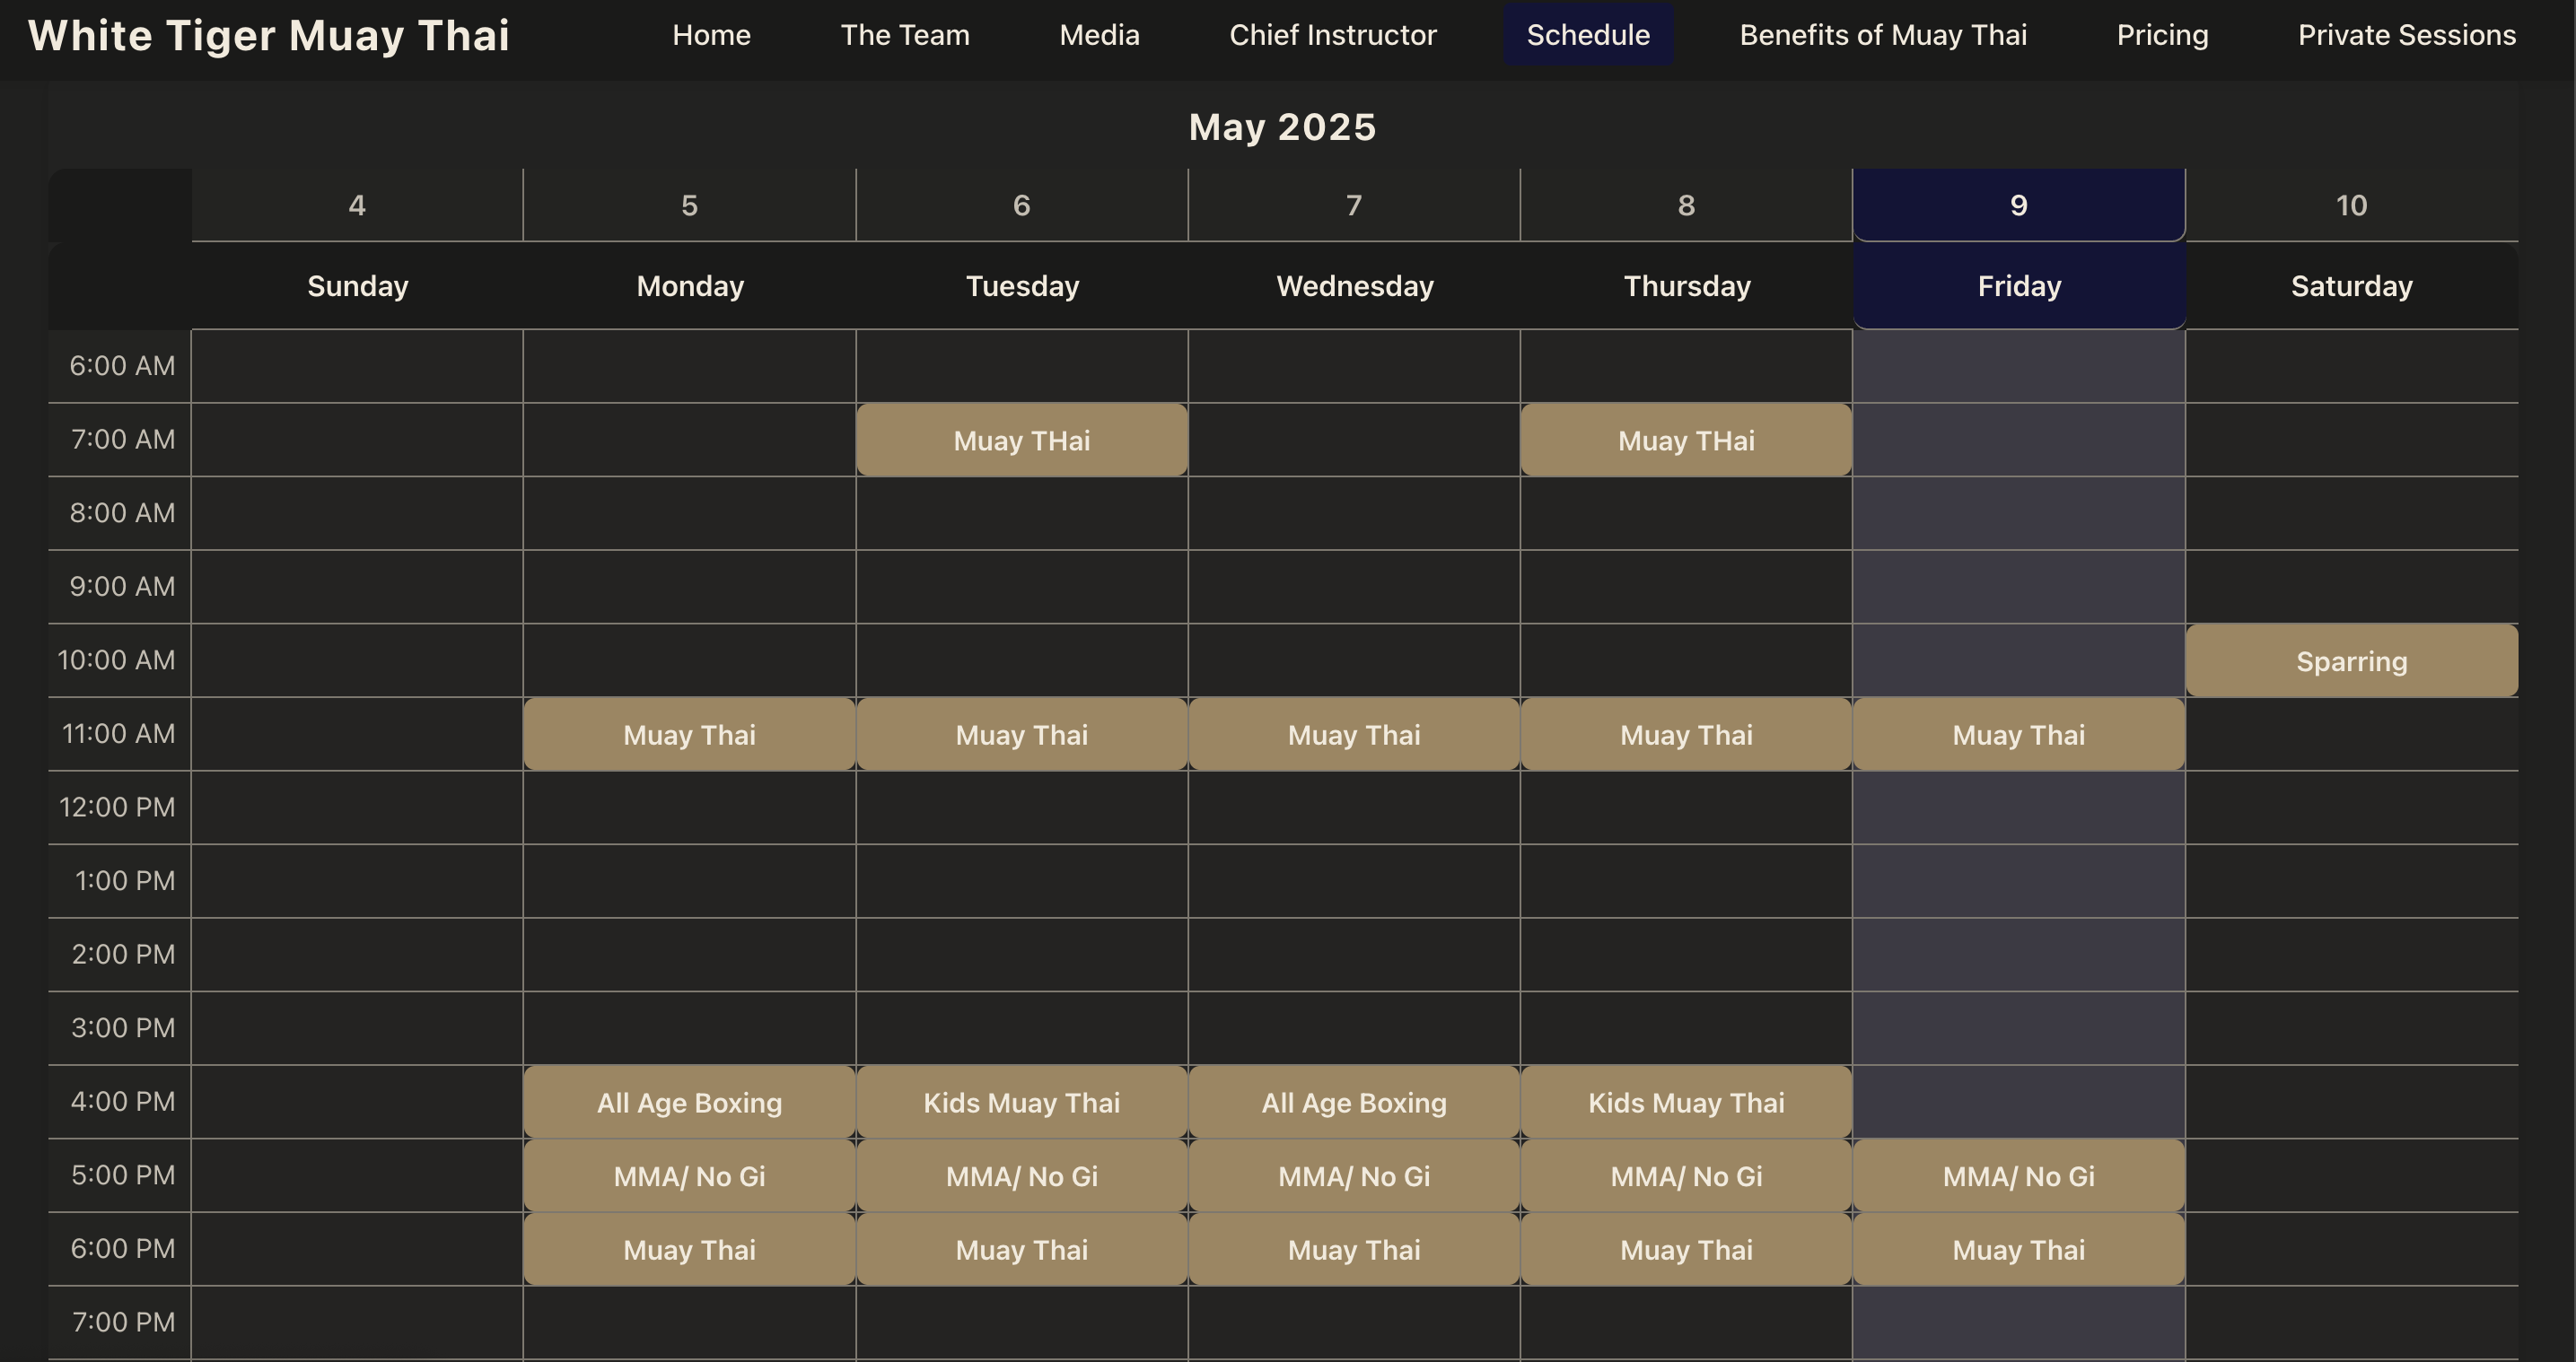 White Tiger Muay Thai Home The Team Media Chief Instructor Schedule Benefits of Muay Thai Pricing Private Sessions
May 2025
4 5 6 7 8 9 10
Sunday Monday Tuesday Wednesday Thursday Friday Saturday
6:00 AM
7:00 AM Muay THai Muay THai
8:00 AM
9:00 AM
10:00 AM Sparring
11:00 AM Muay Thai Muay Thai Muay Thai Muay Thai Muay Thai
12:00 PM
1:00 PM
2:00 PM
3:00 PM
4:00 PM All Age Boxing Kids Muay Thai All Age Boxing Kids Muay Thai
5:00 PM MMA/ No Gi MMA/ No Gi MMA/ No Gi MMA/ No Gi MMA/ No Gi
6:00 PM Muay Thai Muay Thai Muay Thai Muay Thai Muay Thai
7:00 PM